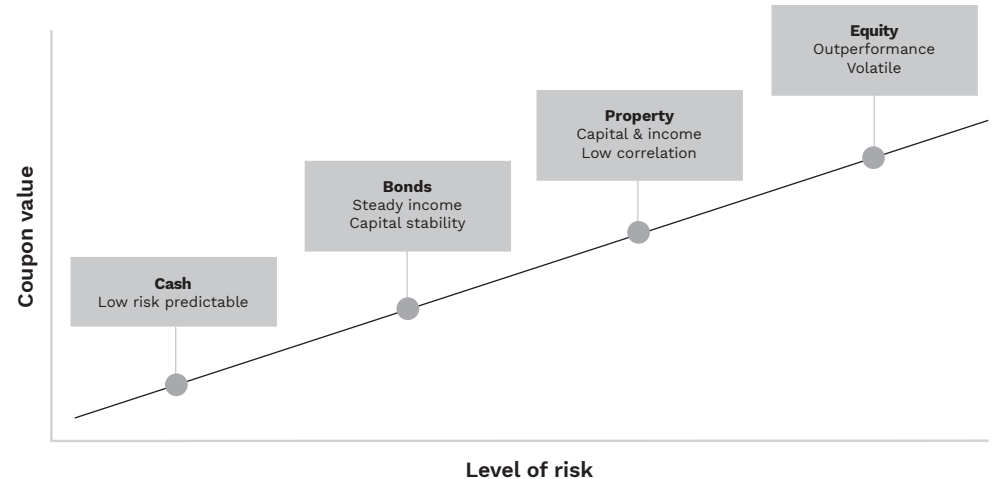 Equity
Outperformance
Volatile
Property
Capital & income
Low correlation
Bonds
Steady income
Capital stability
Cash
Low risk predictable
Coupon value
Level of risk